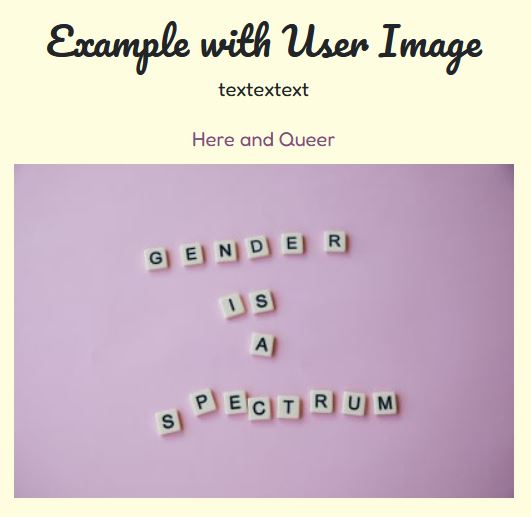 Example with User Image
textextext
Here and Queer
GENDER
IS
A
SPECTRUM